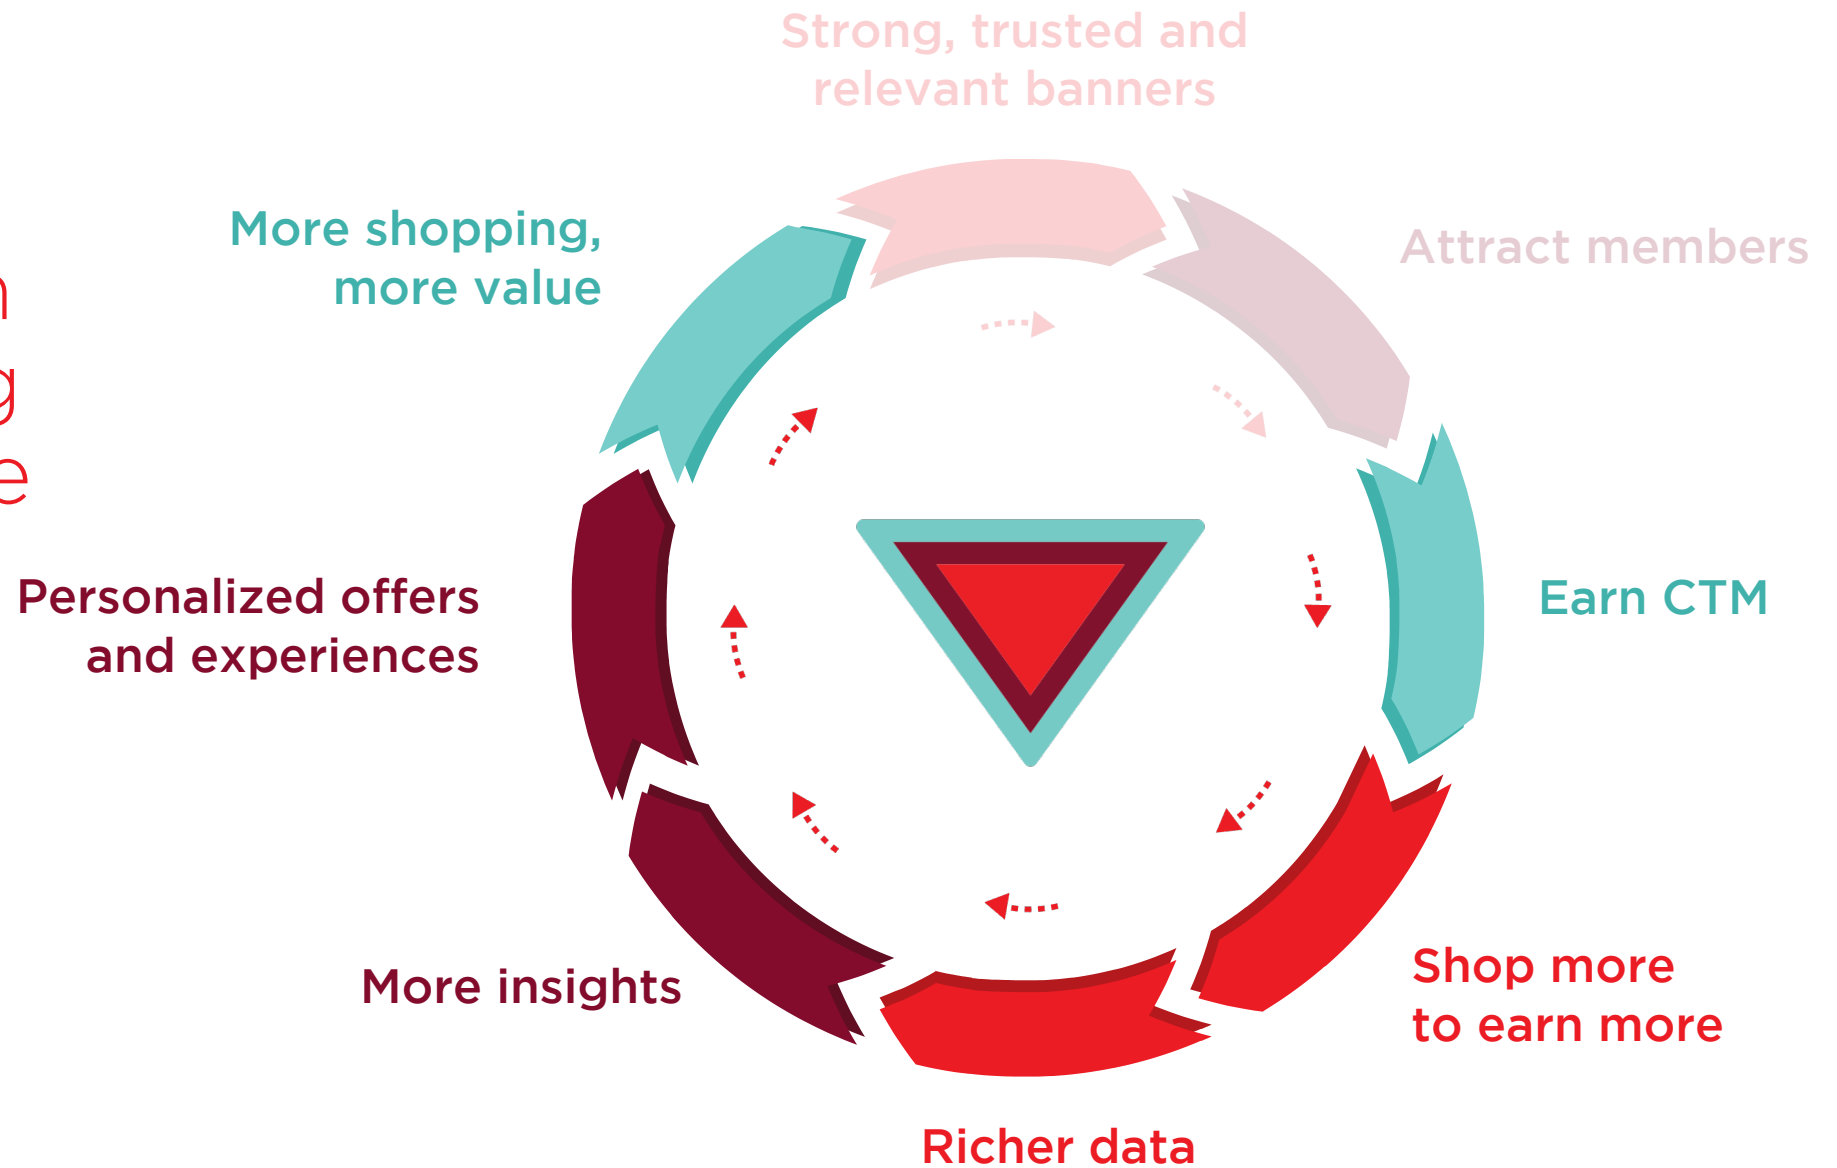 Strong, trusted and
relevant banners
Attract members
Earn CTM
Shop more
to earn more
Richer data
More insights
Personalized offers
and experiences
More shopping,
more value